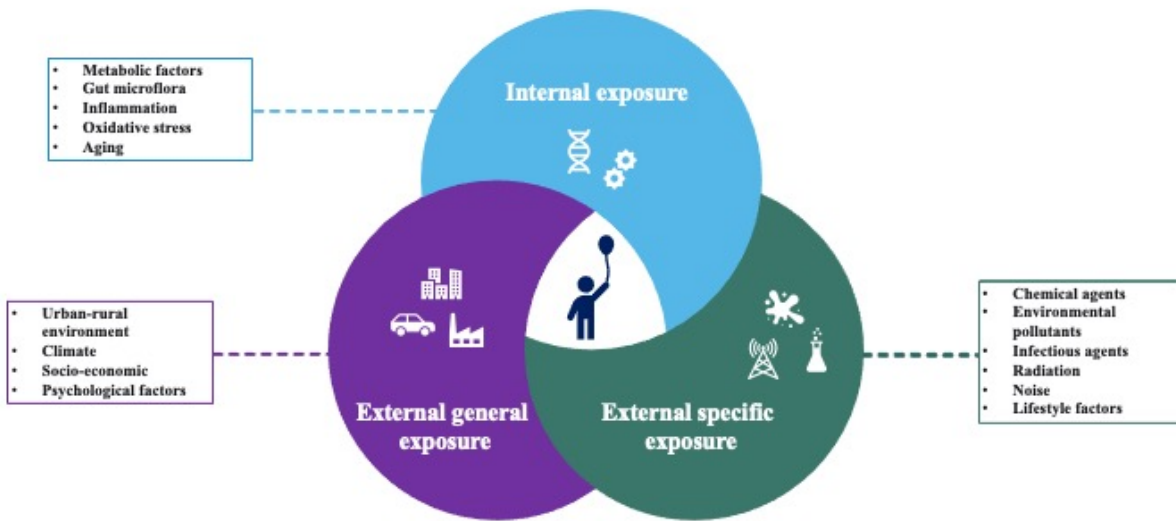 Internal exposure
• Metabolic factors
• Gut microflora
• Inflammation
• Oxidative stress
• Aging
• Urban-rural
environment
• Climate
• Socio-economic
• Psychological factors
External general
exposure
External specific
exposure
• Chemical agents
• Environmental
pollutants
• Infectious agents
• Radiation
• Noise
• Lifestyle factors